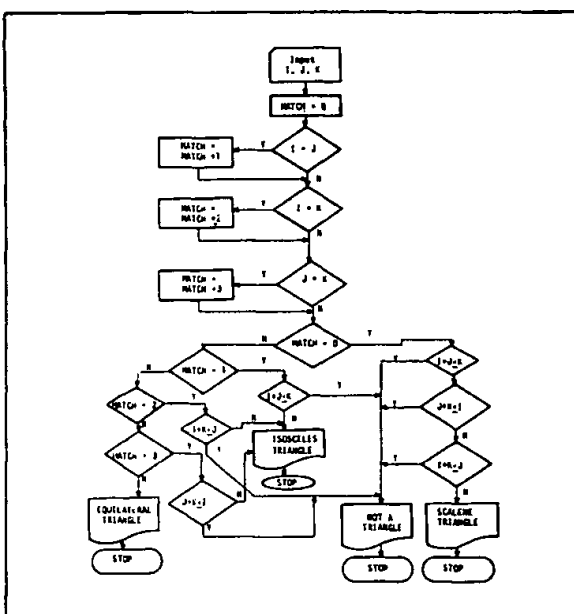 Input
I, J, K
MATCH = 0
I = J
Y
MATCH =
MATCH +1
N
I = K
Y
MATCH =
MATCH +2
N
J = K
Y
MATCH =
MATCH +3
N
MATCH = 0
N
Y
MATCH = 1
N
Y
I+J≤K
Y
I+J≤K
Y
N
MATCH = 2
Y
N
I+K≤J
N
Y
N
J+K≤I
Y
N
ISOSCELES
TRIANGLE
MATCH = 3
Y
N
I+K≤J
Y
N
STOP
J+K≤I
N
Y
EQUILATERAL
TRIANGLE
NOT A
TRIANGLE
SCALENE
TRIANGLE
STOP
STOP
STOP